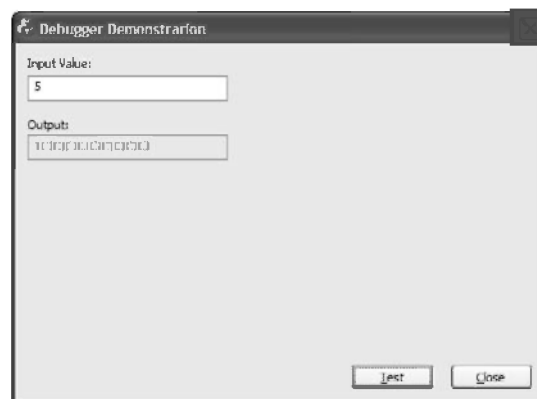 Debugger Demonstration
Input Value:
5
Output:
Test
Close